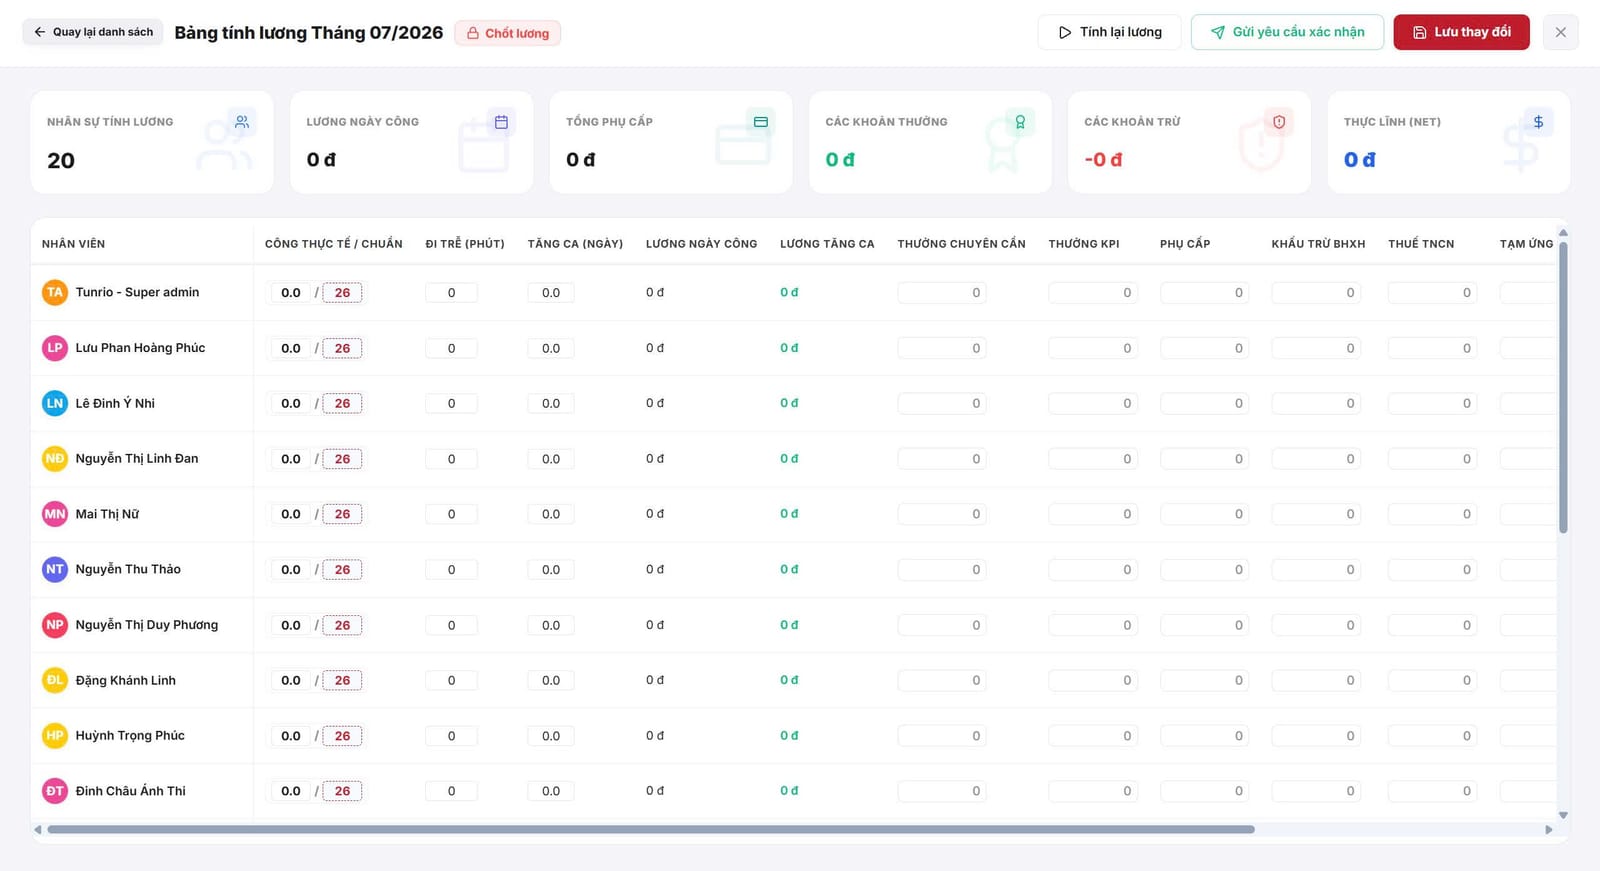 Quay lại danh sách
Bảng tính lương Tháng 07/2026
Chốt lương
Tính lại lương
Gửi yêu cầu xác nhận
Lưu thay đổi
NHÂN SỰ TÍNH LƯƠNG
20
LƯƠNG NGÀY CÔNG
0 đ
TỔNG PHỤ CẤP
0 đ
CÁC KHOẢN THƯỞNG
0 đ
CÁC KHOẢN TRỪ
-0 đ
THỰC LĨNH (NET)
0 đ
NHÂN VIÊN CÔNG THỰC TẾ / CHUẨN ĐI TRỄ (PHÚT) TĂNG CA (NGÀY) LƯƠNG NGÀY CÔNG LƯƠNG TĂNG CA THƯỞNG CHUYÊN CẦN THƯỞNG KPI PHỤ CẤP KHẤU TRỪ BHXH THUẾ TNCN TẠM ỨNG
TA Tunrio - Super admin 0.0 / 26 0 0.0 0 đ 0 đ 0 0 0 0 0
LP Lưu Phan Hoàng Phúc 0.0 / 26 0 0.0 0 đ 0 đ 0 0 0 0 0
LN Lê Đinh Ý Nhi 0.0 / 26 0 0.0 0 đ 0 đ 0 0 0 0 0
NĐ Nguyễn Thị Linh Đan 0.0 / 26 0 0.0 0 đ 0 đ 0 0 0 0 0
MN Mai Thị Nữ 0.0 / 26 0 0.0 0 đ 0 đ 0 0 0 0 0
NT Nguyễn Thu Thảo 0.0 / 26 0 0.0 0 đ 0 đ 0 0 0 0 0
NP Nguyễn Thị Duy Phương 0.0 / 26 0 0.0 0 đ 0 đ 0 0 0 0 0
ĐL Đặng Khánh Linh 0.0 / 26 0 0.0 0 đ 0 đ 0 0 0 0 0
HP Huỳnh Trọng Phúc 0.0 / 26 0 0.0 0 đ 0 đ 0 0 0 0 0
ĐT Đinh Châu Ánh Thi 0.0 / 26 0 0.0 0 đ 0 đ 0 0 0 0 0